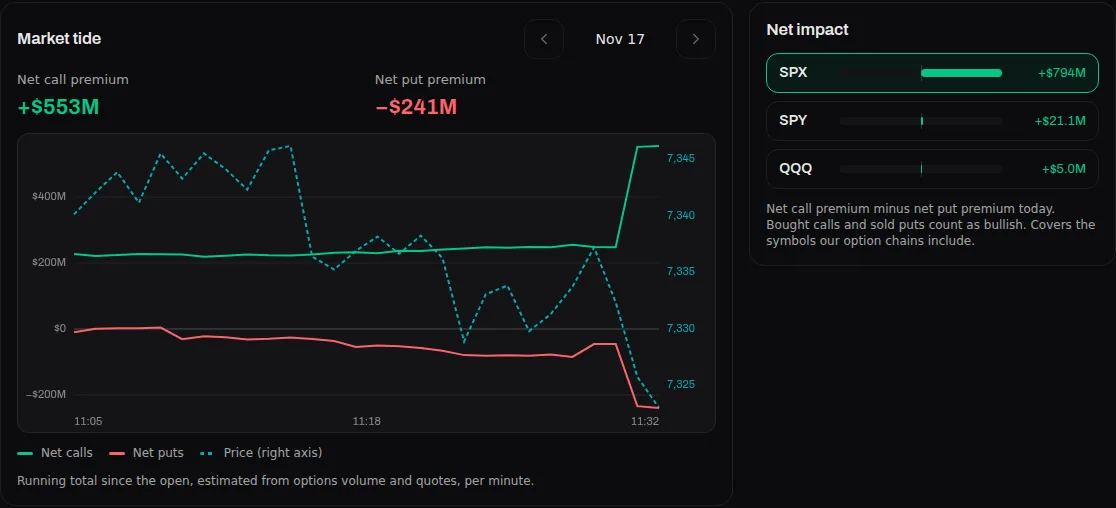 Market tide
Nov 17
Net call premium
+$553M
Net put premium
−$241M
$400M
$200M
$0
−$200M
7,345
7,340
7,335
7,330
7,325
11:05
11:18
11:32
Net calls
Net puts
Price (right axis)
Running total since the open, estimated from options volume and quotes, per minute.
Net impact
SPX
+$794M
SPY
+$21.1M
QQQ
+$5.0M
Net call premium minus net put premium today.
Bought calls and sold puts count as bullish. Covers the
symbols our option chains include.